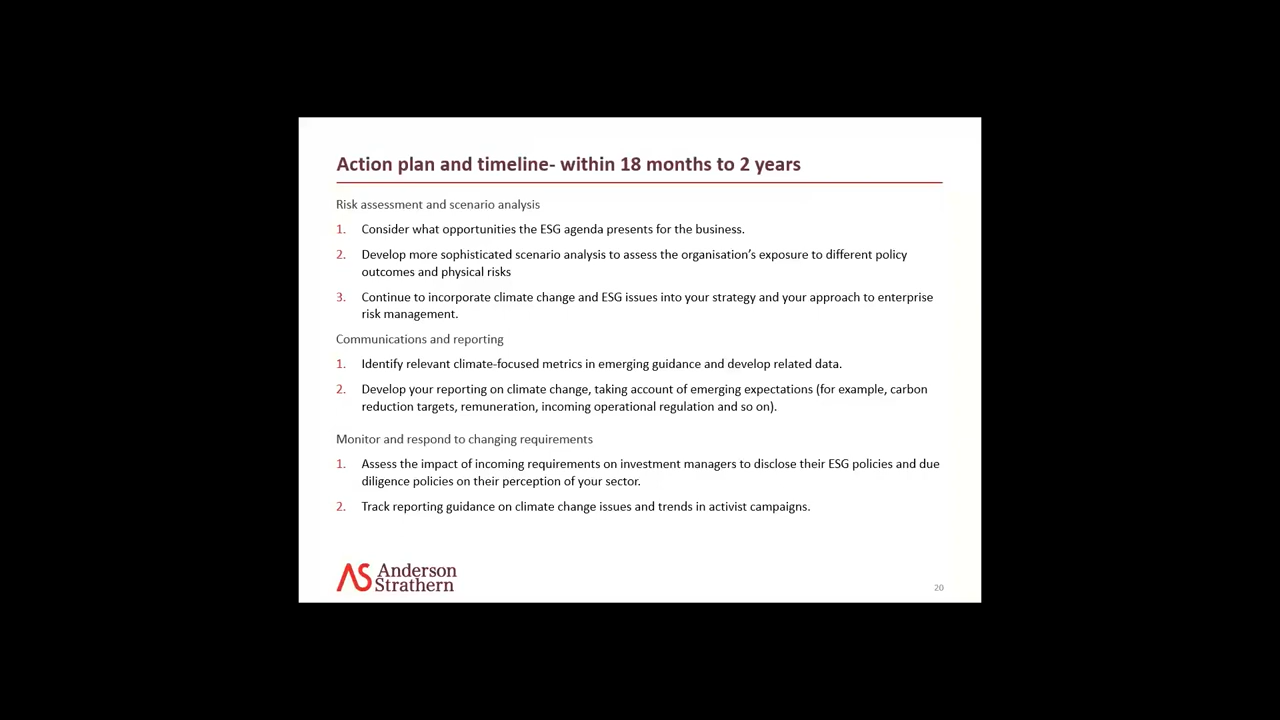 Action plan and timeline- within 18 months to 2 years
Risk assessment and scenario analysis
1. Consider what opportunities the ESG agenda presents for the business.
2. Develop more sophisticated scenario analysis to assess the organisation's exposure to different policy
outcomes and physical risks
3. Continue to incorporate climate change and ESG issues into your strategy and your approach to enterprise
risk management.
Communications and reporting
1. Identify relevant climate-focused metrics in emerging guidance and develop related data.
2. Develop your reporting on climate change, taking account of emerging expectations (for example, carbon
reduction targets, remuneration, incoming operational regulation and so on).
Monitor and respond to changing requirements
1. Assess the impact of incoming requirements on investment managers to disclose their ESG policies and due
diligence policies on their perception of your sector.
2. Track reporting guidance on climate change issues and trends in activist campaigns.
AS Anderson
Strathern
20